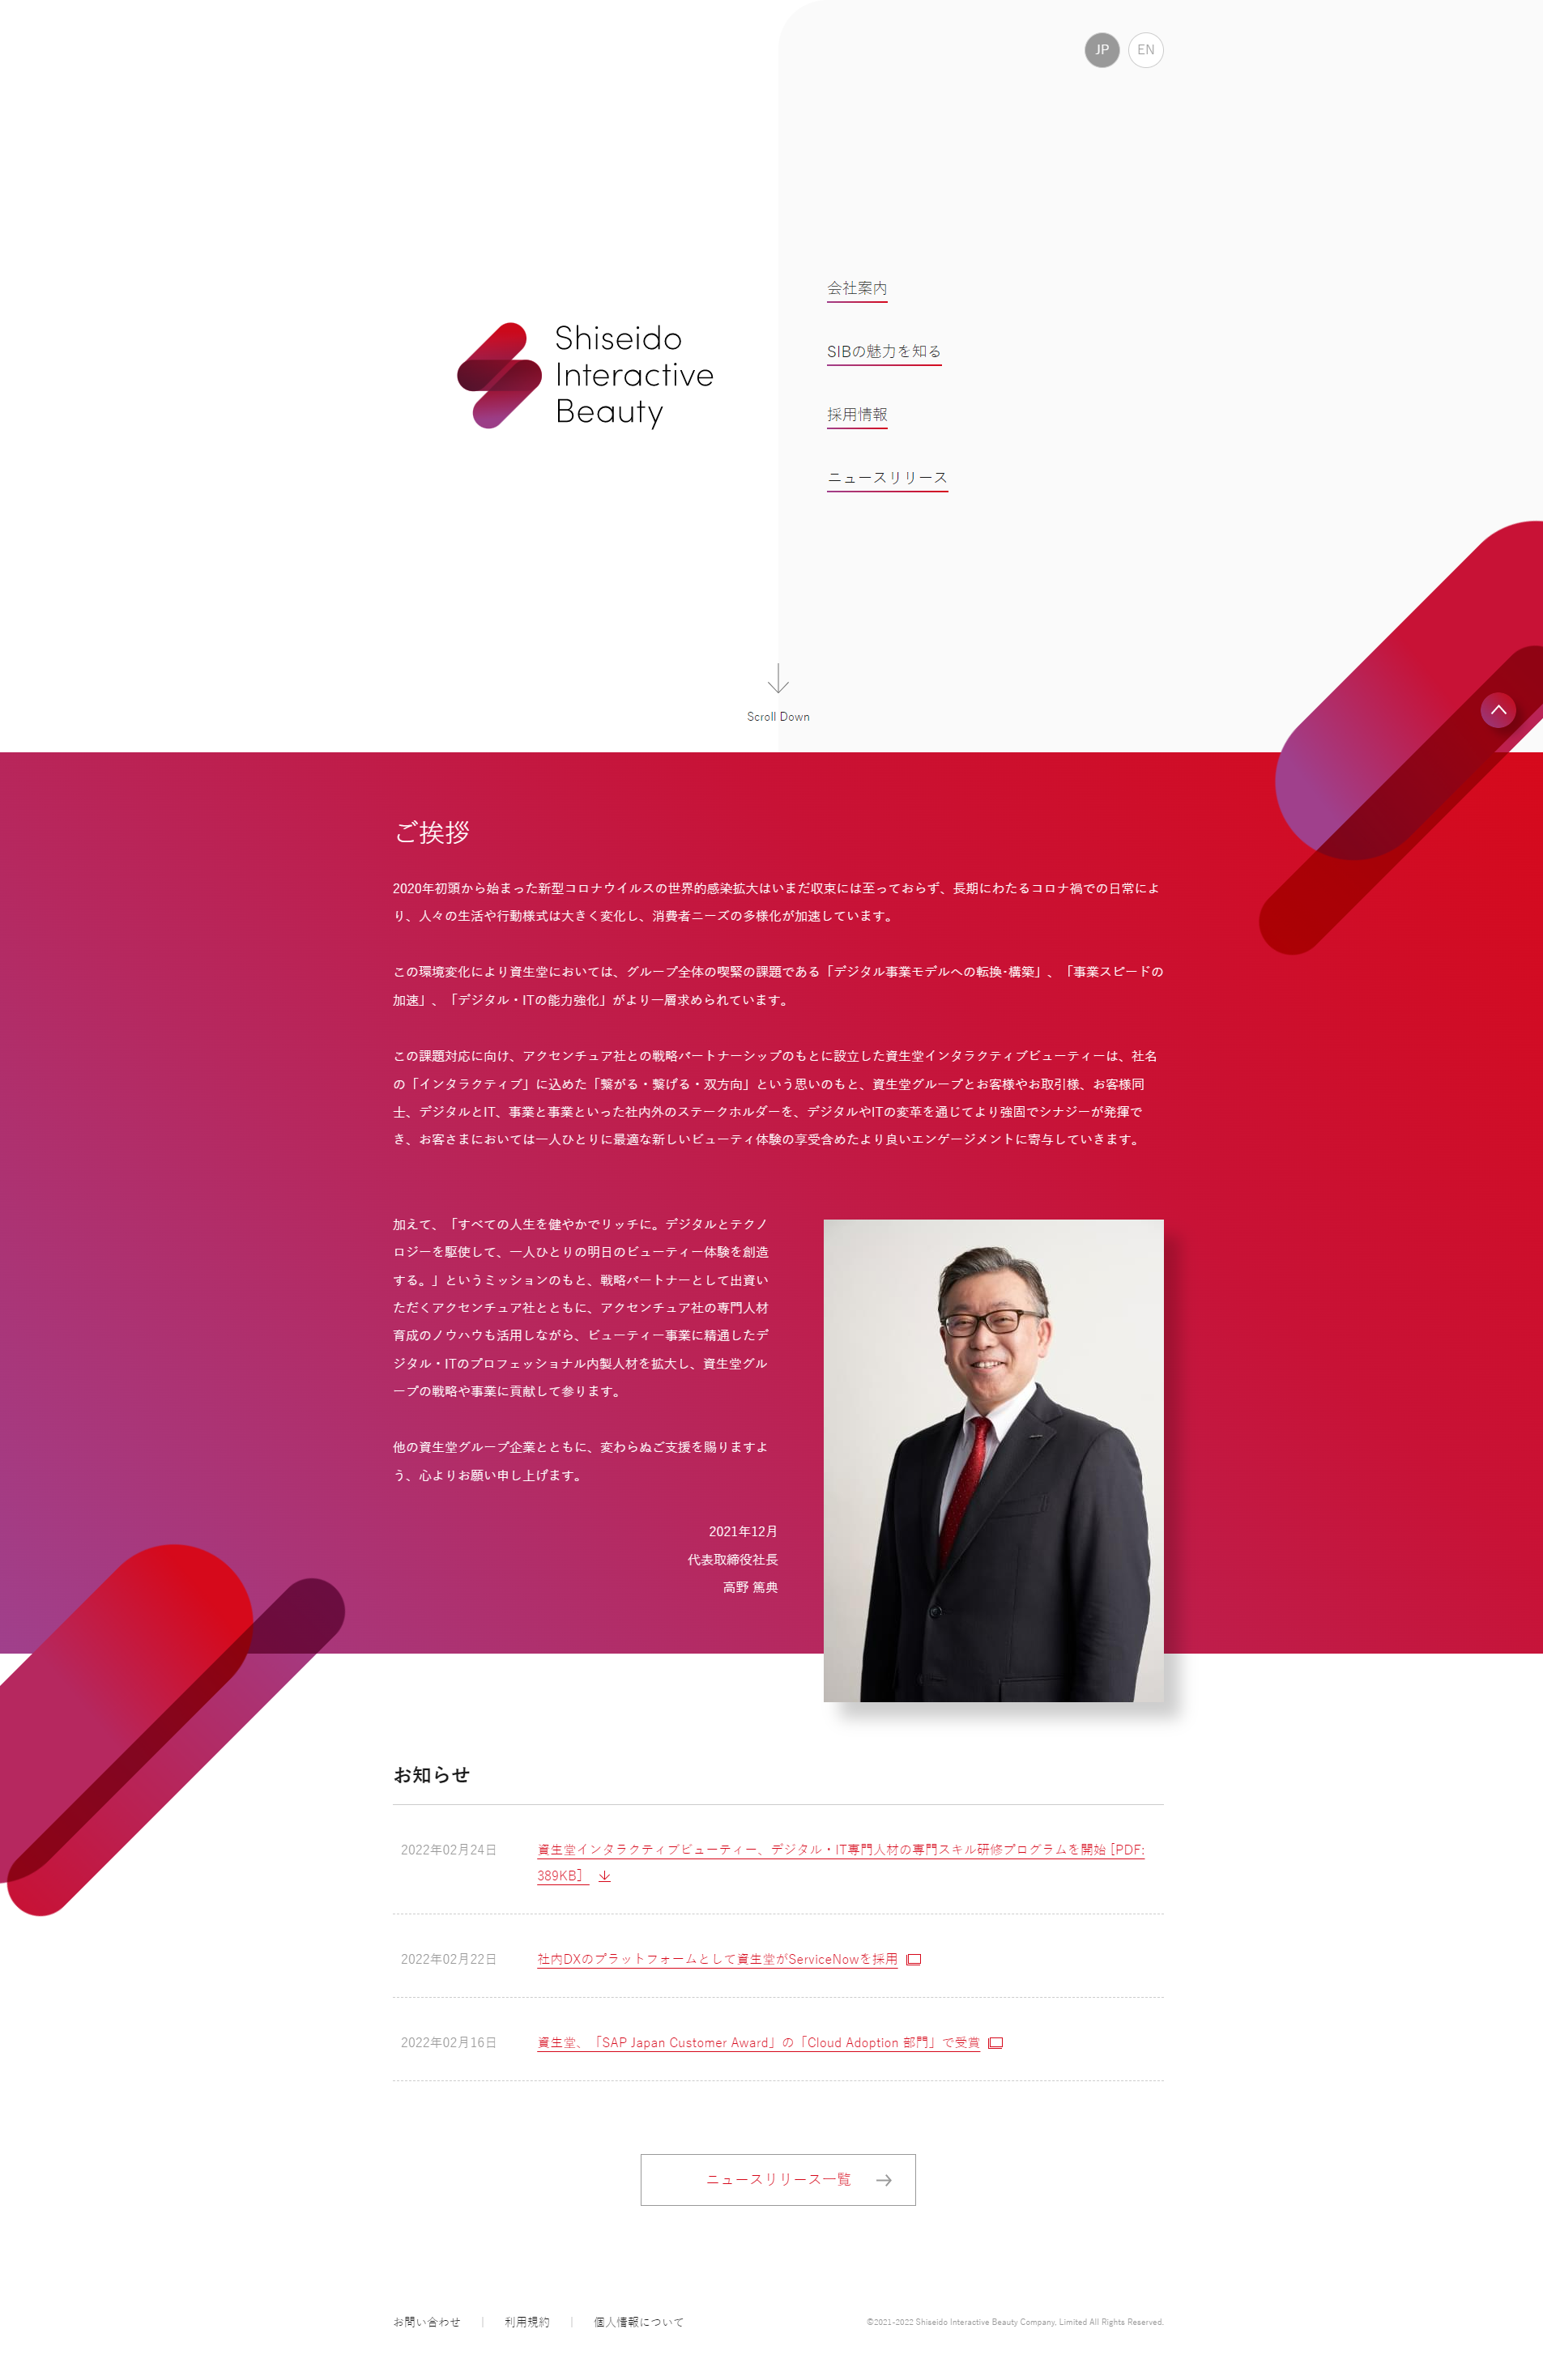 JP
EN
Shiseido
Interactive
Beauty
会社案内
SIBの魅力を知る
採用情報
ニュースリリース
Scroll Down
ご挨拶
2020年初頭から始まった新型コロナウイルスの世界的感染拡大はいまだ収束には至っておらず、長期にわたるコロナ禍での日常によ
り、人々の生活や行動様式は大きく変化し、消費者ニーズの多様化が加速しています。
この環境変化により資生堂においては、グループ全体の喫緊の課題である「デジタル事業モデルへの転換･構築」、「事業スピードの
加速」、「デジタル・ITの能力強化」がより一層求められています。
この課題対応に向け、アクセンチュア社との戦略パートナーシップのもとに設立した資生堂インタラクティブビューティーは、社名
の「インタラクティブ」に込めた「繋がる・繋げる・双方向」という思いのもと、資生堂グループとお客様やお取引様、お客様同
士、デジタルとIT、事業と事業といった社内外のステークホルダーを、デジタルやITの変革を通じてより強固でシナジーが発揮で
き、お客さまにおいては一人ひとりに最適な新しいビューティ体験の享受含めたより良いエンゲージメントに寄与していきます。
加えて、「すべての人生を健やかでリッチに。デジタルとテクノ
ロジーを駆使して、一人ひとりの明日のビューティー体験を創造
する。」というミッションのもと、戦略パートナーとして出資い
ただくアクセンチュア社とともに、アクセンチュア社の専門人材
育成のノウハウも活用しながら、ビューティー事業に精通したデ
ジタル・ITのプロフェッショナル内製人材を拡大し、資生堂グル
ープの戦略や事業に貢献して参ります。
他の資生堂グループ企業とともに、変わらぬご支援を賜りますよ
う、心よりお願い申し上げます。
2021年12月
代表取締役社長
高野 篤典
お知らせ
2022年02月24日
資生堂インタラクティブビューティー、デジタル・IT専門人材の専門スキル研修プログラムを開始 [PDF:
389KB]
2022年02月22日
社内DXのプラットフォームとして資生堂がServiceNowを採用
2022年02月16日
資生堂、「SAP Japan Customer Award」の「Cloud Adoption 部門」で受賞
ニュースリリース一覧
お問い合わせ | 利用規約 | 個人情報について
©2021-2022 Shiseido Interactive Beauty Company, Limited All Rights Reserved.